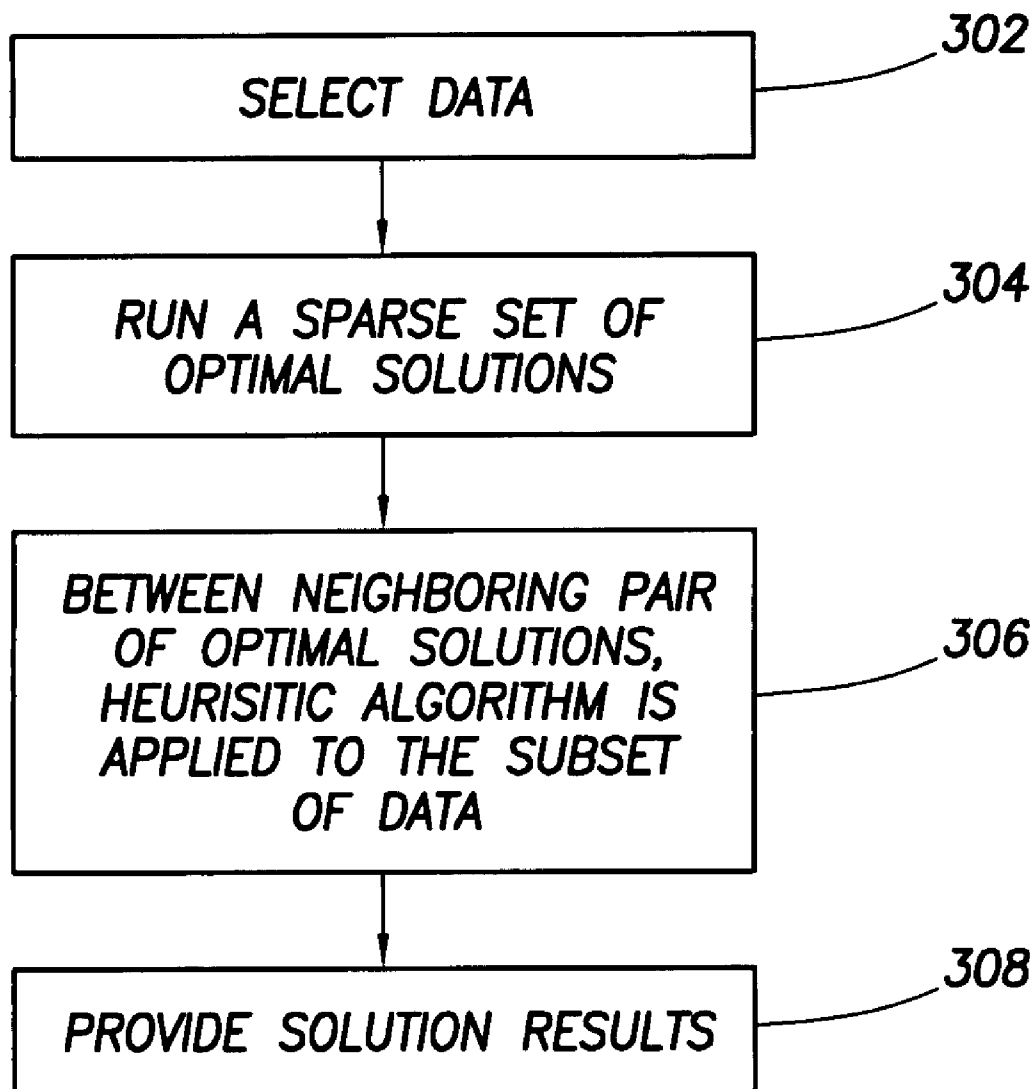 302
SELECT DATA
304
RUN A SPARSE SET OF
OPTIMAL SOLUTIONS
306
BETWEEN NEIGHBORING PAIR
OF OPTIMAL SOLUTIONS,
HEURISITIC ALGORITHM IS
APPLIED TO THE SUBSET
OF DATA
308
PROVIDE SOLUTION RESULTS